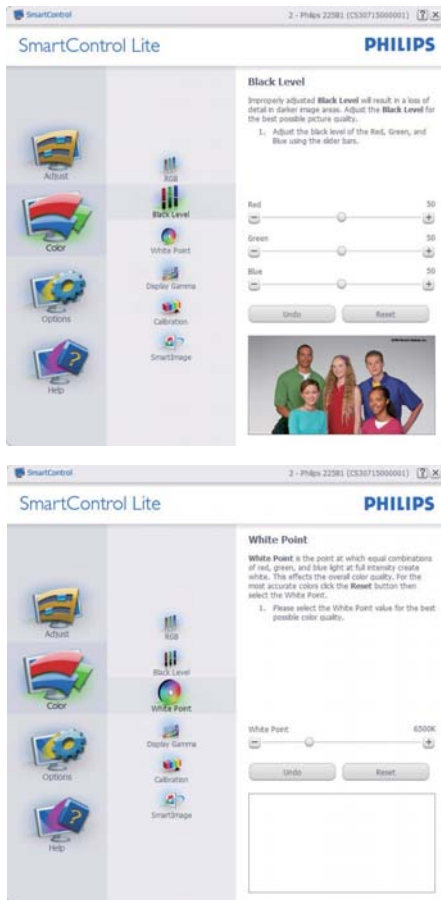 SmartControl
2 - Philips 225B1 (CS30715000001)
SmartControl Lite
PHILIPS
Adjust
Color
Options
Help
RGB
Black Level
White Point
Display Gamma
Calibration
SmartImage
Black Level
Improperly adjusted Black Level will result in a loss of
detail in darker image areas. Adjust the Black Level for
the best possible picture quality.
1. Adjust the black level of the Red, Green, and
Blue using the slider bars.
Red 50
Green 50
Blue 50
Undo Reset
SmartControl
2 - Philips 225B1 (CS30715000001)
SmartControl Lite
PHILIPS
Adjust
Color
Options
Help
RGB
Black Level
White Point
Display Gamma
Calibration
SmartImage
White Point
White Point is the point at which equal combinations
of red, green, and blue light at full intensity create
white. This effects the overall color quality. For the
most accurate colors click the Reset button then
select the White Point.
1. Please select the White Point value for the best
possible color quality.
White Point 6500K
Undo Reset